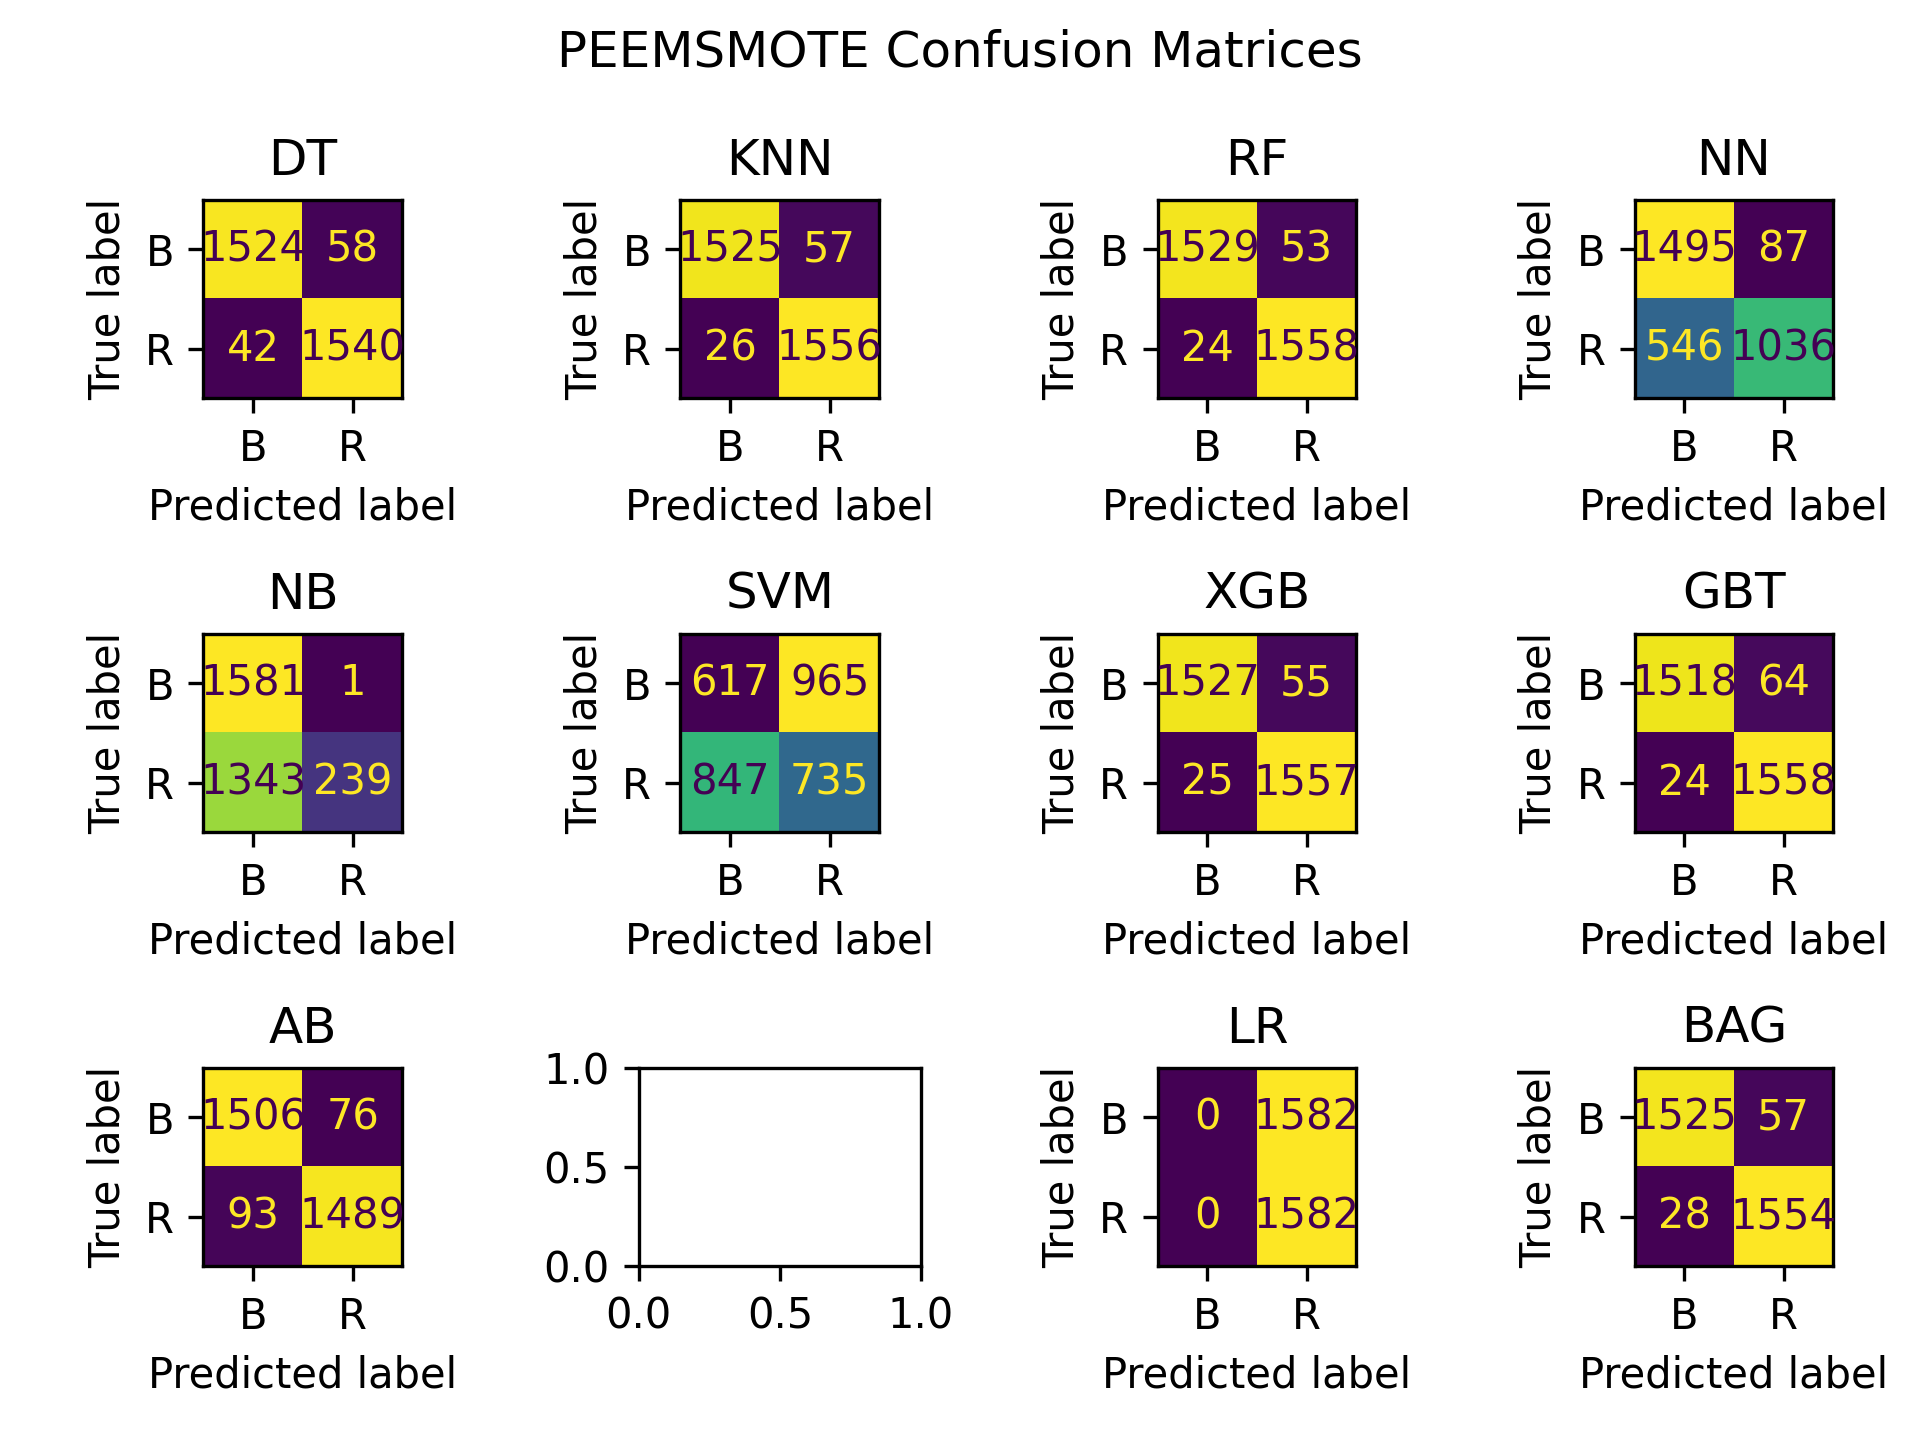 PEEMSMOTE Confusion Matrices
DT
True label
B
1524 58
R
42 1540
B R
Predicted label
KNN
True label
B
1525 57
R
26 1556
B R
Predicted label
RF
True label
B
1529 53
R
24 1558
B R
Predicted label
NN
True label
B
1495 87
R
546 1036
B R
Predicted label
NB
True label
B
1581 1
R
1343 239
B R
Predicted label
SVM
True label
B
617 965
R
847 735
B R
Predicted label
XGB
True label
B
1527 55
R
25 1557
B R
Predicted label
GBT
True label
B
1518 64
R
24 1558
B R
Predicted label
AB
True label
B
1506 76
R
93 1489
B R
Predicted label
1.0
0.5
0.0
0.0 0.5 1.0
LR
True label
B
0 1582
R
0 1582
B R
Predicted label
BAG
True label
B
1525 57
R
28 1554
B R
Predicted label